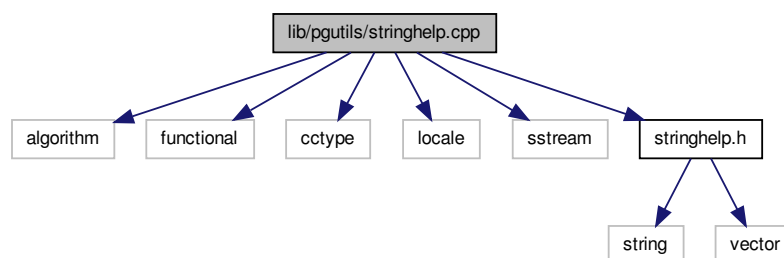 lib/pgutils/stringhelp.cpp
algorithm
functional
cctype
locale
sstream
stringhelp.h
string
vector